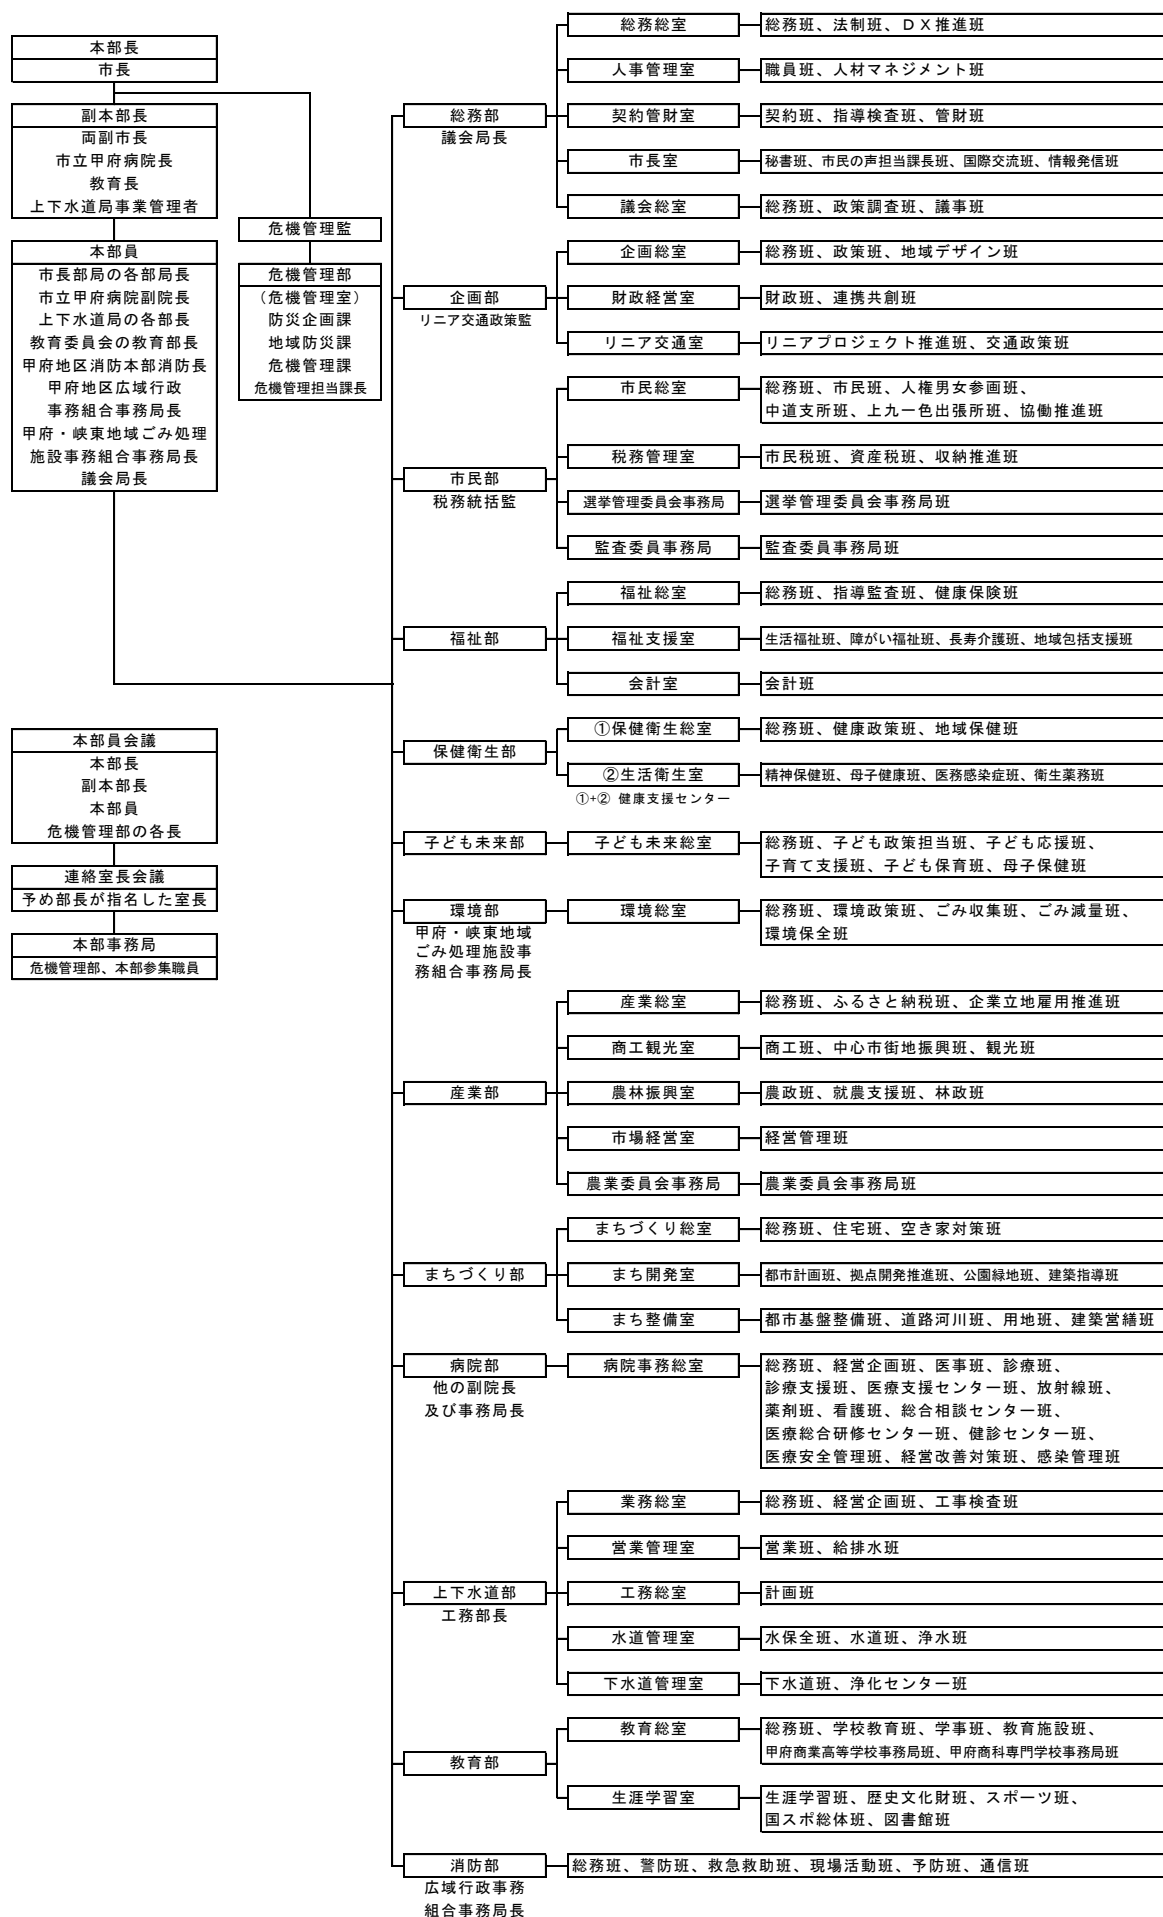 本部長
市長
副本部長
両副市長
市立甲府病院長
教育長
上下水道局事業管理者
本部員
市長部局の各部局長
市立甲府病院副院長
上下水道局の各部長
教育委員会の教育部長
甲府地区消防本部消防長
甲府地区広域行政
事務組合事務局長
甲府・峡東地域ごみ処理
施設事務組合事務局長
議会局長
危機管理監
危機管理部
（危機管理室）
防災企画課
地域防災課
危機管理課
危機管理担当課長
本部員会議
本部長
副本部長
本部員
危機管理部の各長
連絡室長会議
予め部長が指名した室長
本部事務局
危機管理部、本部参集職員
総務部
議会局長
総務総室
総務班、法制班、ＤＸ推進班
人事管理室
職員班、人材マネジメント班
契約管財室
契約班、指導検査班、管財班
市長室
秘書班、市民の声担当課長班、国際交流班、情報発信班
議会総室
総務班、政策調査班、議事班
企画部
リニア交通政策監
企画総室
総務班、政策班、地域デザイン班
財政経営室
財政班、連携共創班
リニア交通室
リニアプロジェクト推進班、交通政策班
市民部
税務統括監
市民総室
総務班、市民班、人権男女参画班、
中道支所班、上九一色出張所班、協働推進班
税務管理室
市民税班、資産税班、収納推進班
選挙管理委員会事務局
選挙管理委員会事務局班
監査委員事務局
監査委員事務局班
福祉部
福祉総室
総務班、指導監査班、健康保険班
福祉支援室
生活福祉班、障がい福祉班、長寿介護班、地域包括支援班
会計室
会計班
保健衛生部
①保健衛生総室
総務班、健康政策班、地域保健班
②生活衛生室
精神保健班、母子健康班、医務感染症班、衛生薬務班
①+② 健康支援センター
子ども未来部
子ども未来総室
総務班、子ども政策担当班、子ども応援班、
子育て支援班、子ども保育班、母子保健班
環境部
甲府・峡東地域
ごみ処理施設事
務組合事務局長
環境総室
総務班、環境政策班、ごみ収集班、ごみ減量班、
環境保全班
産業部
産業総室
総務班、ふるさと納税班、企業立地雇用推進班
商工観光室
商工班、中心市街地振興班、観光班
農林振興室
農政班、就農支援班、林政班
市場経営室
経営管理班
農業委員会事務局
農業委員会事務局班
まちづくり部
まちづくり総室
総務班、住宅班、空き家対策班
まち開発室
都市計画班、拠点開発推進班、公園緑地班、建築指導班
まち整備室
都市基盤整備班、道路河川班、用地班、建築営繕班
病院部
他の副院長
及び事務局長
病院事務総室
総務班、経営企画班、医事班、診療班、
診療支援班、医療支援センター班、放射線班、
薬剤班、看護班、総合相談センター班、
医療総合研修センター班、健診センター班、
医療安全管理班、経営改善対策班、感染管理班
上下水道部
工務部長
業務総室
総務班、経営企画班、工事検査班
営業管理室
営業班、給排水班
工務総室
計画班
水道管理室
水保全班、水道班、浄水班
下水道管理室
下水道班、浄化センター班
教育部
教育総室
総務班、学校教育班、学事班、教育施設班、
甲府商業高等学校事務局班、甲府商科専門学校事務局班
生涯学習室
生涯学習班、歴史文化財班、スポーツ班、
国スポ総体班、図書館班
消防部
広域行政事務
組合事務局長
総務班、警防班、救急救助班、現場活動班、予防班、通信班